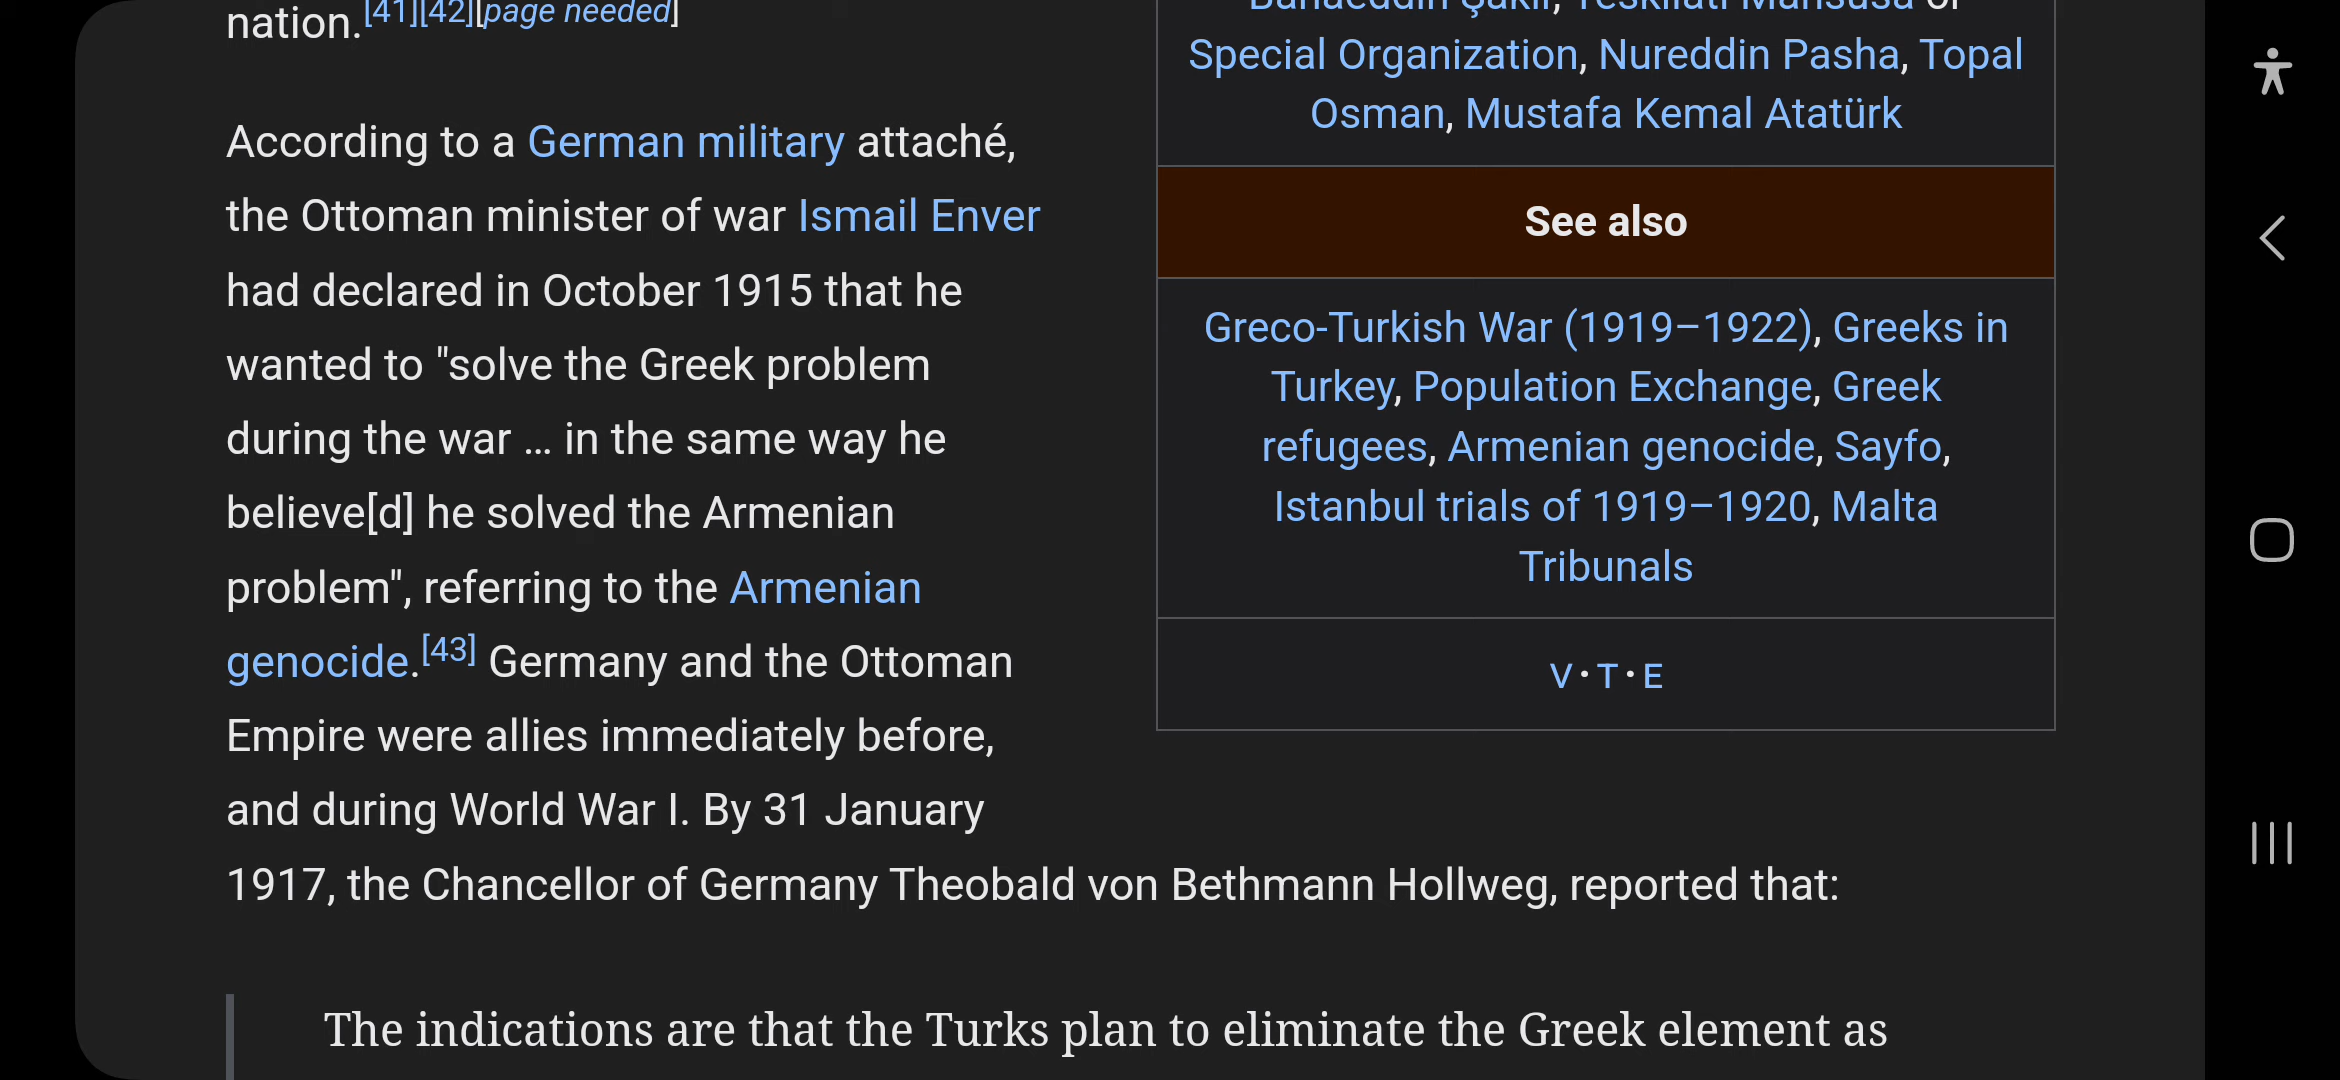 nation.[41][42][page needed]
According to a German military attaché,
the Ottoman minister of war Ismail Enver
had declared in October 1915 that he
wanted to "solve the Greek problem
during the war ... in the same way he
believe[d] he solved the Armenian
problem", referring to the Armenian
genocide.[43] Germany and the Ottoman
Empire were allies immediately before,
and during World War I. By 31 January
1917, the Chancellor of Germany Theobald von Bethmann Hollweg, reported that:
The indications are that the Turks plan to eliminate the Greek element as
Bahaeddin Şakir, Teskilati Mahsusa or
Special Organization, Nureddin Pasha, Topal
Osman, Mustafa Kemal Atatürk
See also
Greco-Turkish War (1919–1922), Greeks in
Turkey, Population Exchange, Greek
refugees, Armenian genocide, Sayfo,
Istanbul trials of 1919–1920, Malta
Tribunals
V · T · E